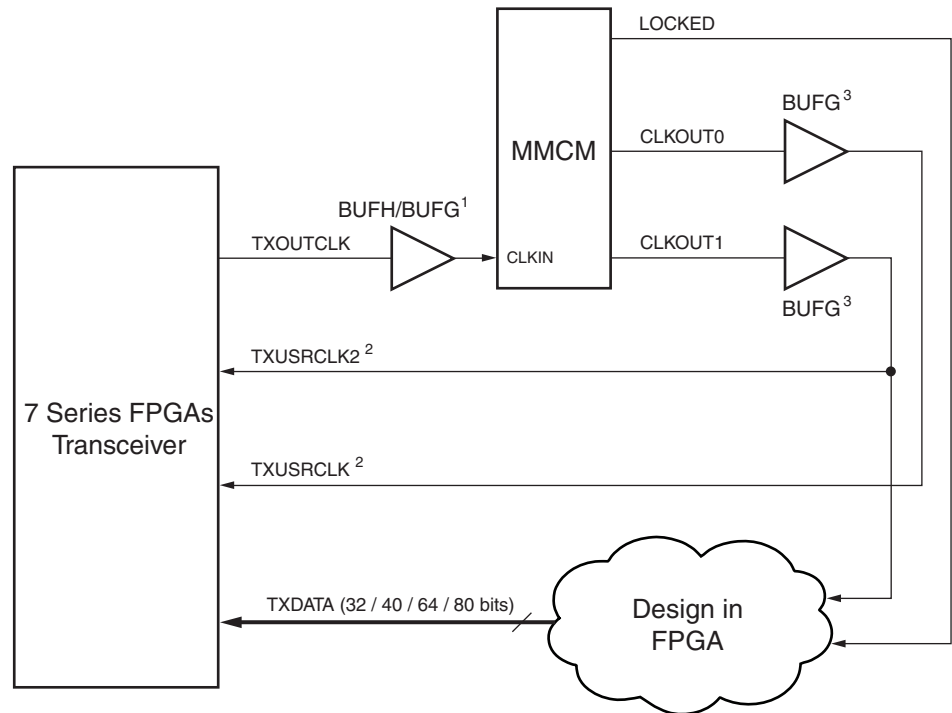 LOCKED
BUFG³
MMCM
CLKOUT0
BUFH/BUFG¹
TXOUTCLK
CLKIN
CLKOUT1
BUFG³
TXUSRCLK2 ²
7 Series FPGAs
Transceiver
TXUSRCLK ²
TXDATA (32 / 40 / 64 / 80 bits)
Design in
FPGA